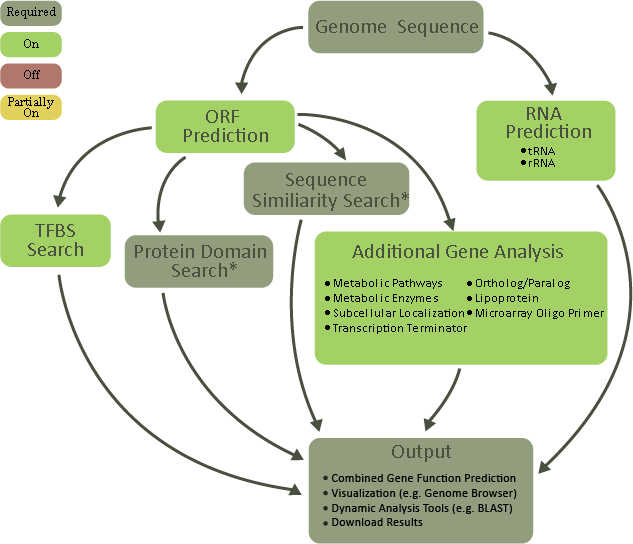 Required
On
Off
Partially
On
Genome Sequence
ORF
Prediction
RNA
Prediction
● tRNA
● rRNA
Sequence
Similiarity Search*
TFBS
Search
Protein Domain
Search*
Additional Gene Analysis
● Metabolic Pathways
● Metabolic Enzymes
● Subcellular Localization
● Transcription Terminator
● Ortholog/Paralog
● Lipoprotein
● Microarray Oligo Primer
Output
● Combined Gene Function Prediction
● Visualization (e.g. Genome Browser)
● Dynamic Analysis Tools (e.g. BLAST)
● Download Results